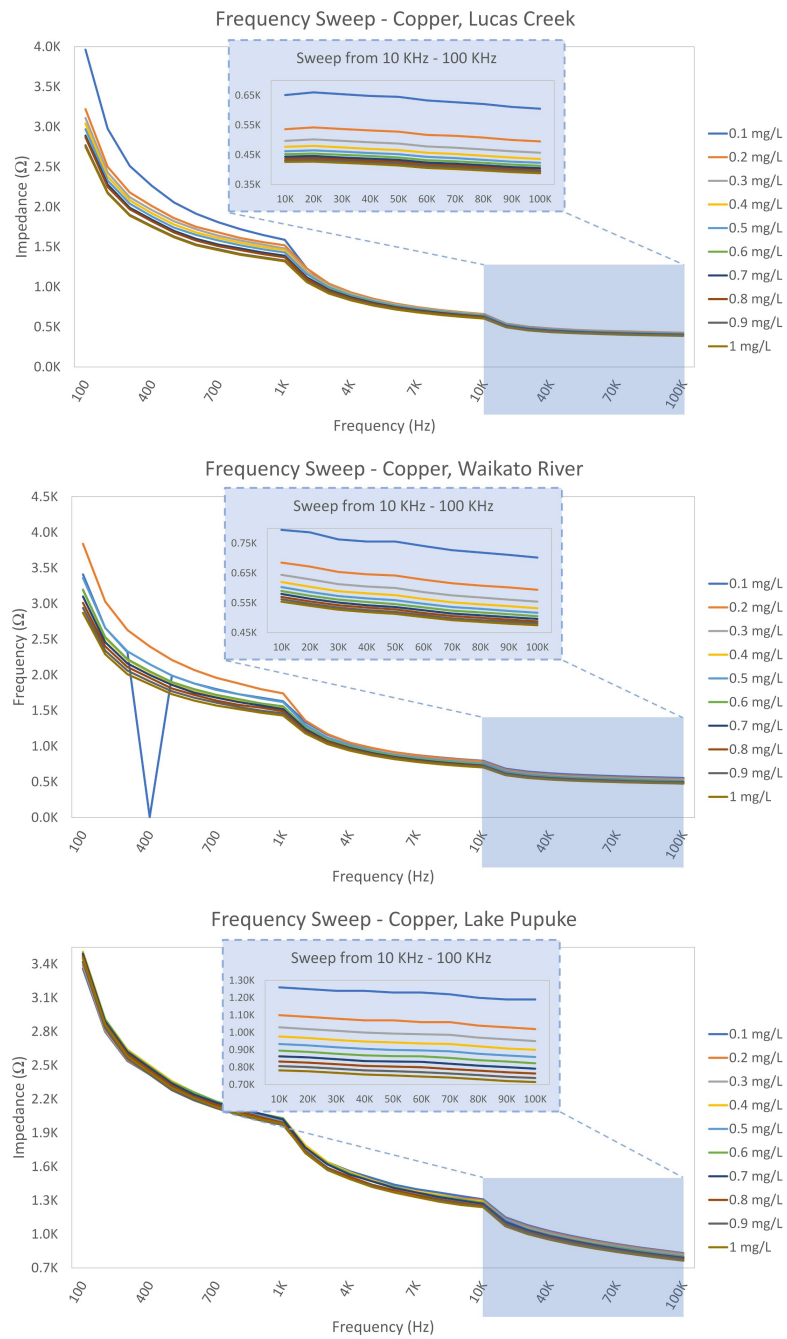 Frequency Sweep - Copper, Lucas Creek
Impedance (Ω)
4.0K
3.5K
3.0K
2.5K
2.0K
1.5K
1.0K
0.5K
0.0K
Sweep from 10 KHz - 100 KHz
0.65K
0.55K
0.45K
0.35K
10K 20K 30K 40K 50K 60K 70K 80K 90K 100K
100 400 700 1K 4K 7K 10K 40K 70K 100K
Frequency (Hz)
0.1 mg/L
0.2 mg/L
0.3 mg/L
0.4 mg/L
0.5 mg/L
0.6 mg/L
0.7 mg/L
0.8 mg/L
0.9 mg/L
1 mg/L
Frequency Sweep - Copper, Waikato River
Frequency (Ω)
4.5K
4.0K
3.5K
3.0K
2.5K
2.0K
1.5K
1.0K
0.5K
0.0K
Sweep from 10 KHz - 100 KHz
0.75K
0.65K
0.55K
0.45K
10K 20K 30K 40K 50K 60K 70K 80K 90K 100K
100 400 700 1K 4K 7K 10K 40K 70K 100K
Frequency (Hz)
0.1 mg/L
0.2 mg/L
0.3 mg/L
0.4 mg/L
0.5 mg/L
0.6 mg/L
0.7 mg/L
0.8 mg/L
0.9 mg/L
1 mg/L
Frequency Sweep - Copper, Lake Pupuke
Impedance (Ω)
3.4K
3.1K
2.8K
2.5K
2.2K
1.9K
1.6K
1.3K
1.0K
0.7K
Sweep from 10 KHz - 100 KHz
1.30K
1.20K
1.10K
1.00K
0.90K
0.80K
0.70K
10K 20K 30K 40K 50K 60K 70K 80K 90K 100K
100 400 700 1K 4K 7K 10K 40K 70K 100K
Frequency (Hz)
0.1 mg/L
0.2 mg/L
0.3 mg/L
0.4 mg/L
0.5 mg/L
0.6 mg/L
0.7 mg/L
0.8 mg/L
0.9 mg/L
1 mg/L